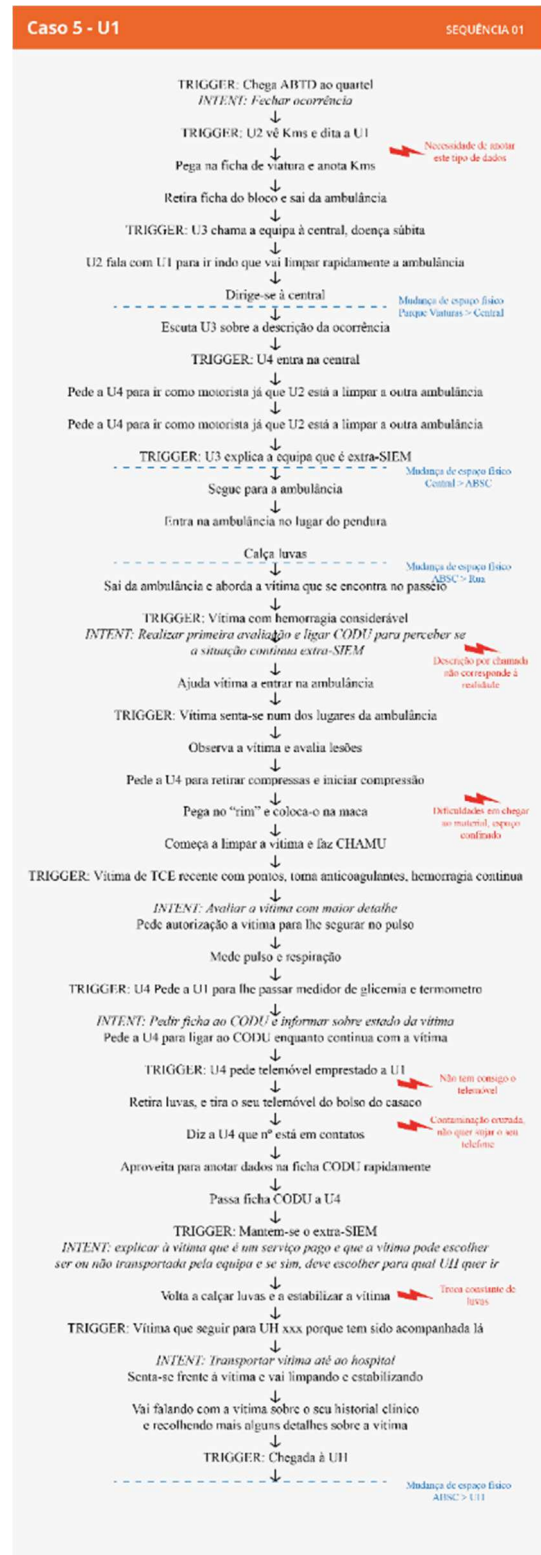 Caso 5 - U1
SEQUÊNCIA 01
TRIGGER: Chega ABTD ao quartel
INTENT: Fechar ocorrência
TRIGGER: U2 vê Kms e dita a U1
Necessidade de anotar
este tipo de dados
Pega na ficha de viatura e anota Kms
Retira ficha do bloco e sai da ambulância
TRIGGER: U3 chama a equipa à central, doença súbita
U2 fala com U1 para ir indo que vai limpar rapidamente a ambulância
Dirige-se à central
Mudança de espaço físico
Parque Viaturas > Central
Escuta U3 sobre a descrição da ocorrência
TRIGGER: U4 entra na central
Pede a U4 para ir como motorista já que U2 está a limpar a outra ambulância
Pede a U4 para ir como motorista já que U2 está a limpar a outra ambulância
TRIGGER: U3 explica a equipa que é extra-SIEM
Mudança de espaço físico
Central > ABSC
Segue para a ambulância
Entra na ambulância no lugar do pendura
Calça luvas
Mudança de espaço físico
ABSC > Rua
Sai da ambulância e aborda a vítima que se encontra no passeio
TRIGGER: Vítima com hemorragia considerável
INTENT: Realizar primeira avaliação e ligar CODU para perceber se
a situação continua extra-SIEM
Descrição por chamada
não corresponde à
realidade
Ajuda vítima a entrar na ambulância
TRIGGER: Vítima senta-se num dos lugares da ambulância
Observa a vítima e avalia lesões
Pede a U4 para retirar compressas e iniciar compressão
Pega no “rim” e coloca-o na maca
Dificuldades em chegar
ao material, espaço
confinado
Começa a limpar a vítima e faz CHAMU
TRIGGER: Vítima de TCE recente com pontos, toma anticoagulantes, hemorragia continua
INTENT: Avaliar a vítima com maior detalhe
Pede autorização a vítima para lhe segurar no pulso
Mede pulso e respiração
TRIGGER: U4 Pede a U1 para lhe passar medidor de glicemia e termometro
INTENT: Pedir ficha ao CODU e informar sobre estado da vítima
Pede a U4 para ligar ao CODU enquanto continua com a vítima
TRIGGER: U4 pede telemóvel emprestado a U1
Não tem consigo o
telemóvel
Retira luvas, e tira o seu telemóvel do bolso do casaco
Contaminação cruzada,
não quer sujar o seu
telefone
Diz a U4 que nº está em contatos
Aproveita para anotar dados na ficha CODU rapidamente
Passa ficha CODU a U4
TRIGGER: Mantem-se o extra-SIEM
INTENT: explicar à vítima que é um serviço pago e que a vítima pode escolher
ser ou não transportada pela equipa e se sim, deve escolher para qual UH quer ir
Volta a calçar luvas e a estabilizar a vítima
Troca constante de
luvas
TRIGGER: Vítima que seguir para UH xxx porque tem sido acompanhada lá
INTENT: Transportar vítima até ao hospital
Senta-se frente á vítima e vai limpando e estabilizando
Vai falando com a vítima sobre o seu historial clínico
e recolhendo mais alguns detalhes sobre a vítima
TRIGGER: Chegada à UH
Mudança de espaço físico
ABSC > UH